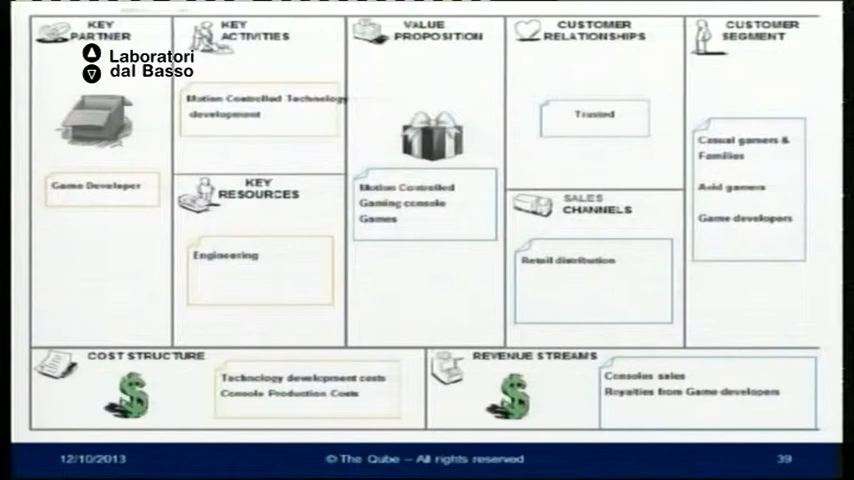 KEY
PARTNER
Laboratori
dal Basso
Game Developer
KEY
ACTIVITIES
Motion Controlled Technology
development
KEY
RESOURCES
Engineering
VALUE
PROPOSITION
Motion Controlled
Gaming console
Games
CUSTOMER
RELATIONSHIPS
Trusted
SALES
CHANNELS
Retail distribution
CUSTOMER
SEGMENT
Casual gamers &
Families
Avid gamers
Game developers
COST STRUCTURE
Technology development costs
Console Production Costs
REVENUE STREAMS
Consoles sales
Royalties from Game developers
12/10/2013
© The Qube – All rights reserved
39